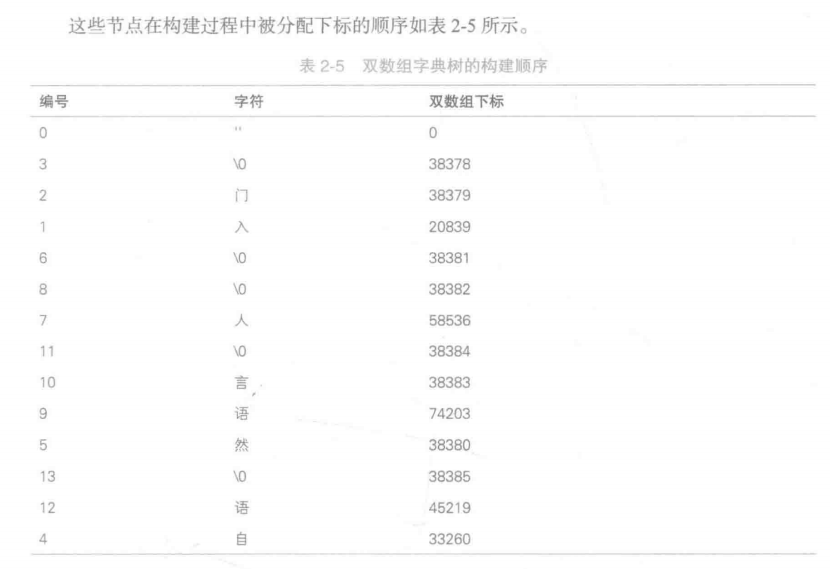 这些节点在构建过程中被分配下标的顺序如表 2-5 所示。
表 2-5 双数组字典树的构建顺序
编号 字符 双数组下标
0 '' 0
3 \0 38378
2 门 38379
1 入 20839
6 \0 38381
8 \0 38382
7 人 58536
11 \0 38384
10 言 38383
9 语 74203
5 然 38380
13 \0 38385
12 语 45219
4 自 33260